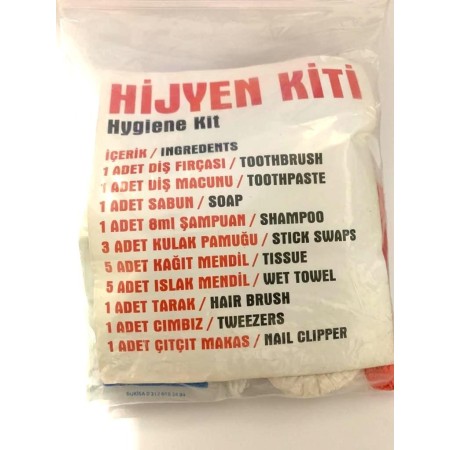 HİJYEN KİTİ
Hygiene Kit
İÇERİK / INGREDENTS
1 ADET DİŞ FIRÇASI / TOOTHBRUSH
1 ADET DİŞ MACUNU / TOOTHPASTE
1 ADET SABUN / SOAP
1 ADET 8ml ŞAMPUAN / SHAMPOO
3 ADET KULAK PAMUĞU / STICK SWAPS
5 ADET KAĞIT MENDİL / TISSUE
5 ADET ISLAK MENDİL / WET TOWEL
1 ADET TARAK / HAIR BRUSH
1 ADET CIMBIZ / TWEEZERS
1 ADET ÇITÇIT MAKAS / NAIL CLIPPER